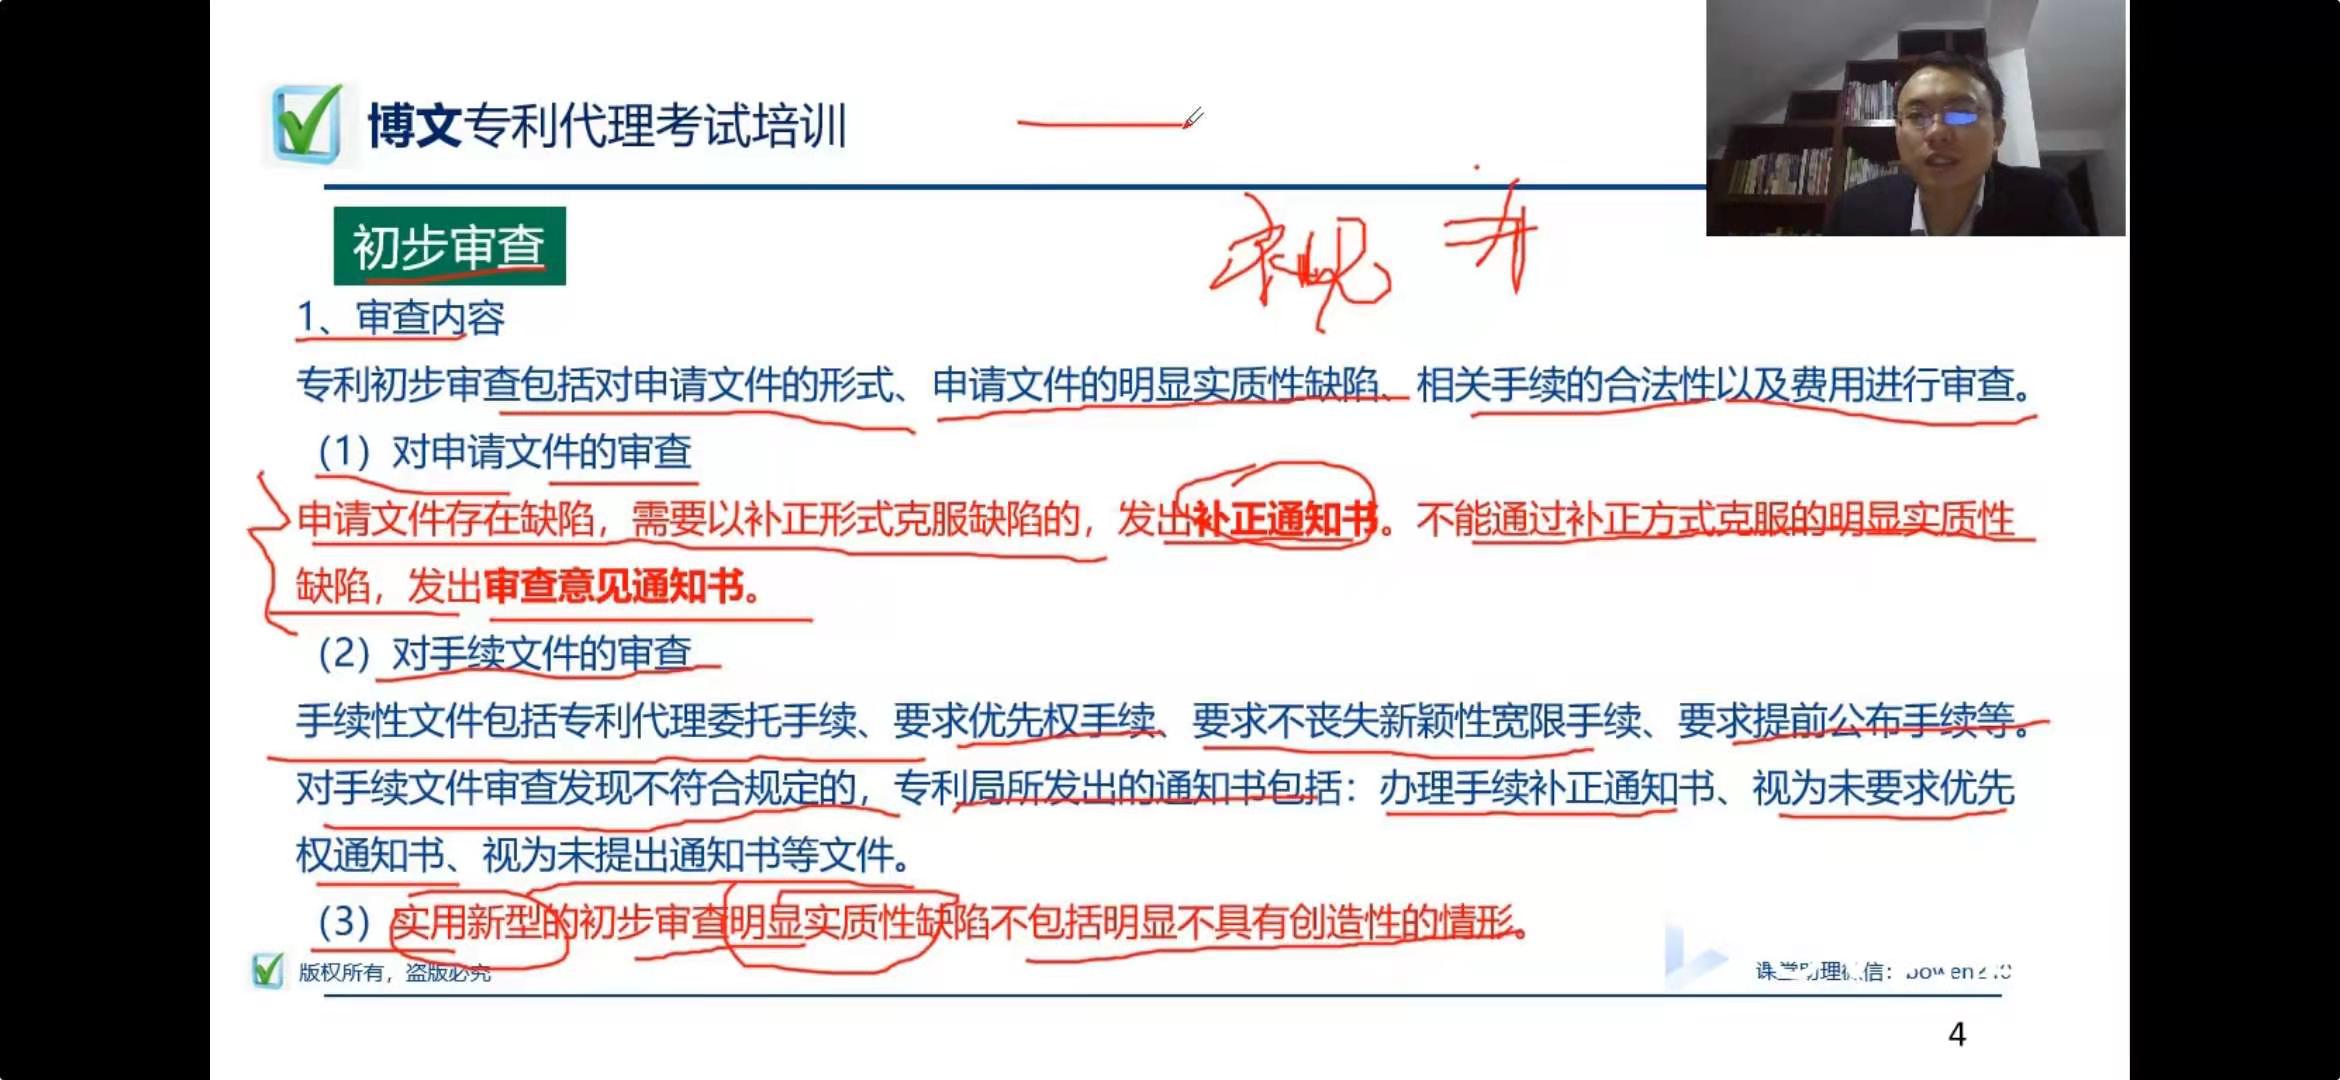 博文专利代理考试培训
初步审查
1、审查内容
专利初步审查包括对申请文件的形式、申请文件的明显实质性缺陷、相关手续的合法性以及费用进行审查。
（1）对申请文件的审查
申请文件存在缺陷，需要以补正形式克服缺陷的，发出补正通知书。不能通过补正方式克服的明显实质性
缺陷，发出审查意见通知书。
（2）对手续文件的审查
手续性文件包括专利代理委托手续、要求优先权手续、要求不丧失新颖性宽限手续、要求提前公布手续等。
对手续文件审查发现不符合规定的，专利局所发出的通知书包括：办理手续补正通知书、视为未要求优先
权通知书、视为未提出通知书等文件。
（3）实用新型的初步审查明显实质性缺陷不包括明显不具有创造性的情形。
版权所有，盗版必究
4